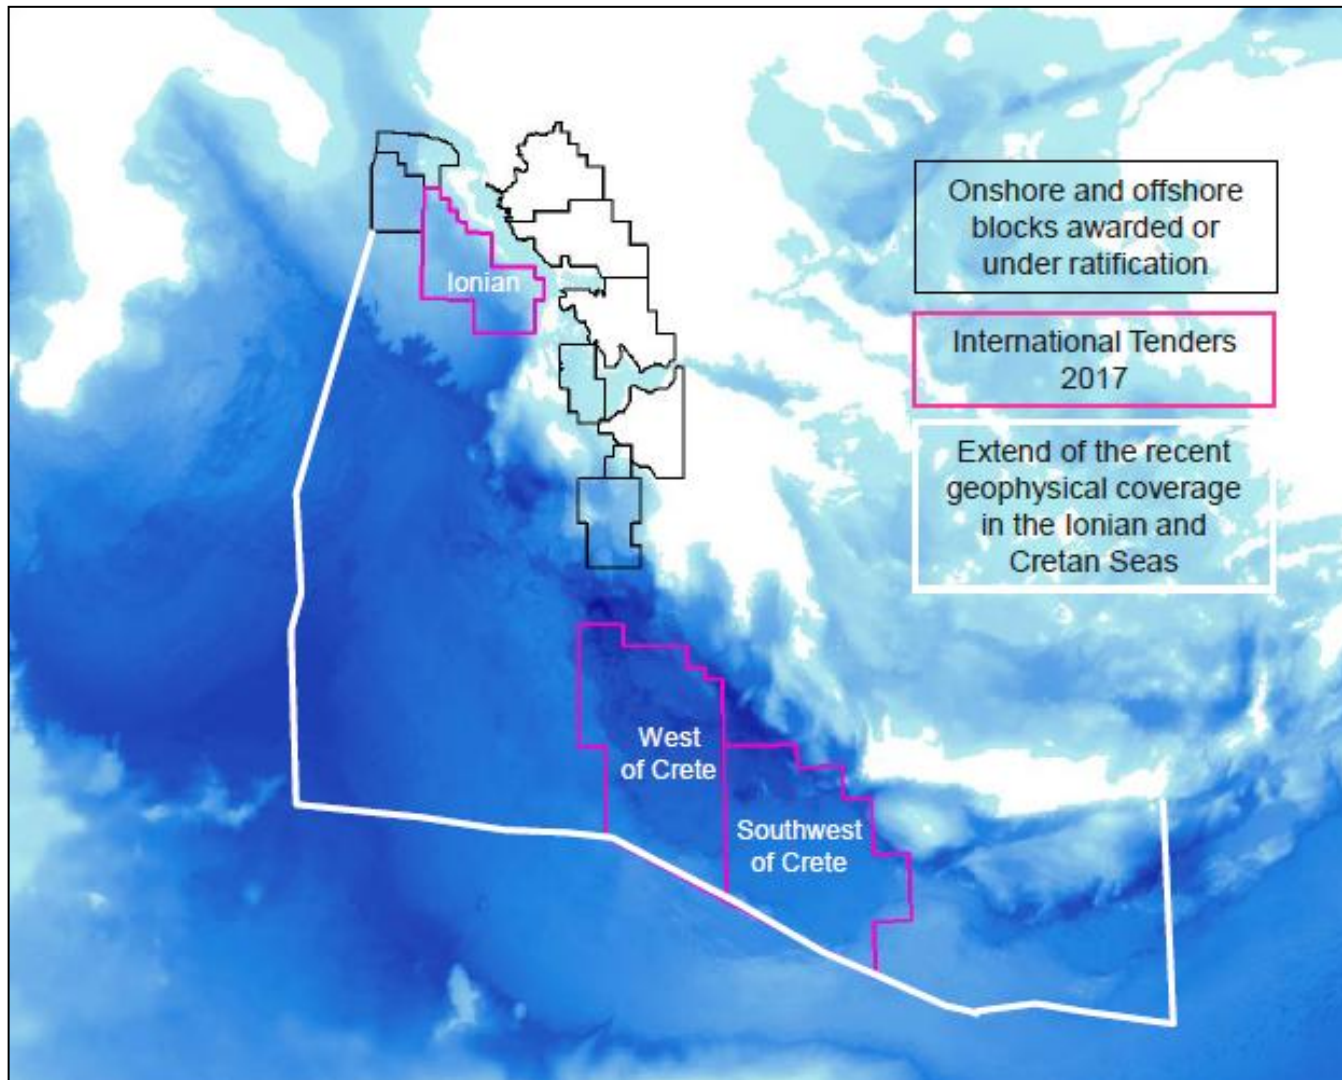 Onshore and offshore
blocks awarded or
under ratification
Ionian
International Tenders
2017
Extend of the recent
geophysical coverage
in the Ionian and
Cretan Seas
West
of Crete
Southwest
of Crete